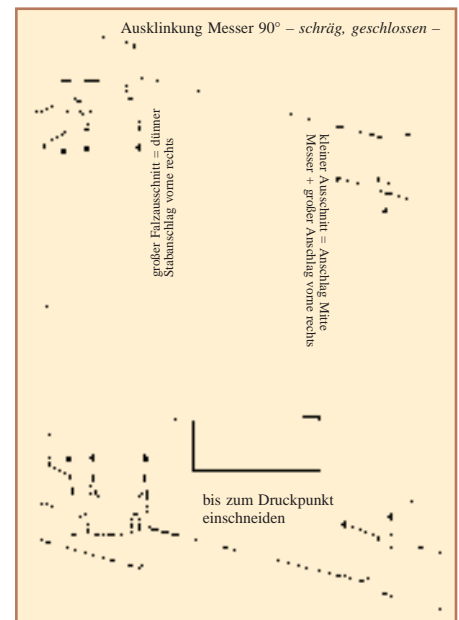 Ausklinkung Messer 90° – schräg, geschlossen –
großer Falzausschnitt = dünner
Stabanschlag vorne rechts
kleiner Ausschnitt = Anschlag Mitte
Messer + großer Anschlag vorne rechts
bis zum Druckpunkt
einschneiden